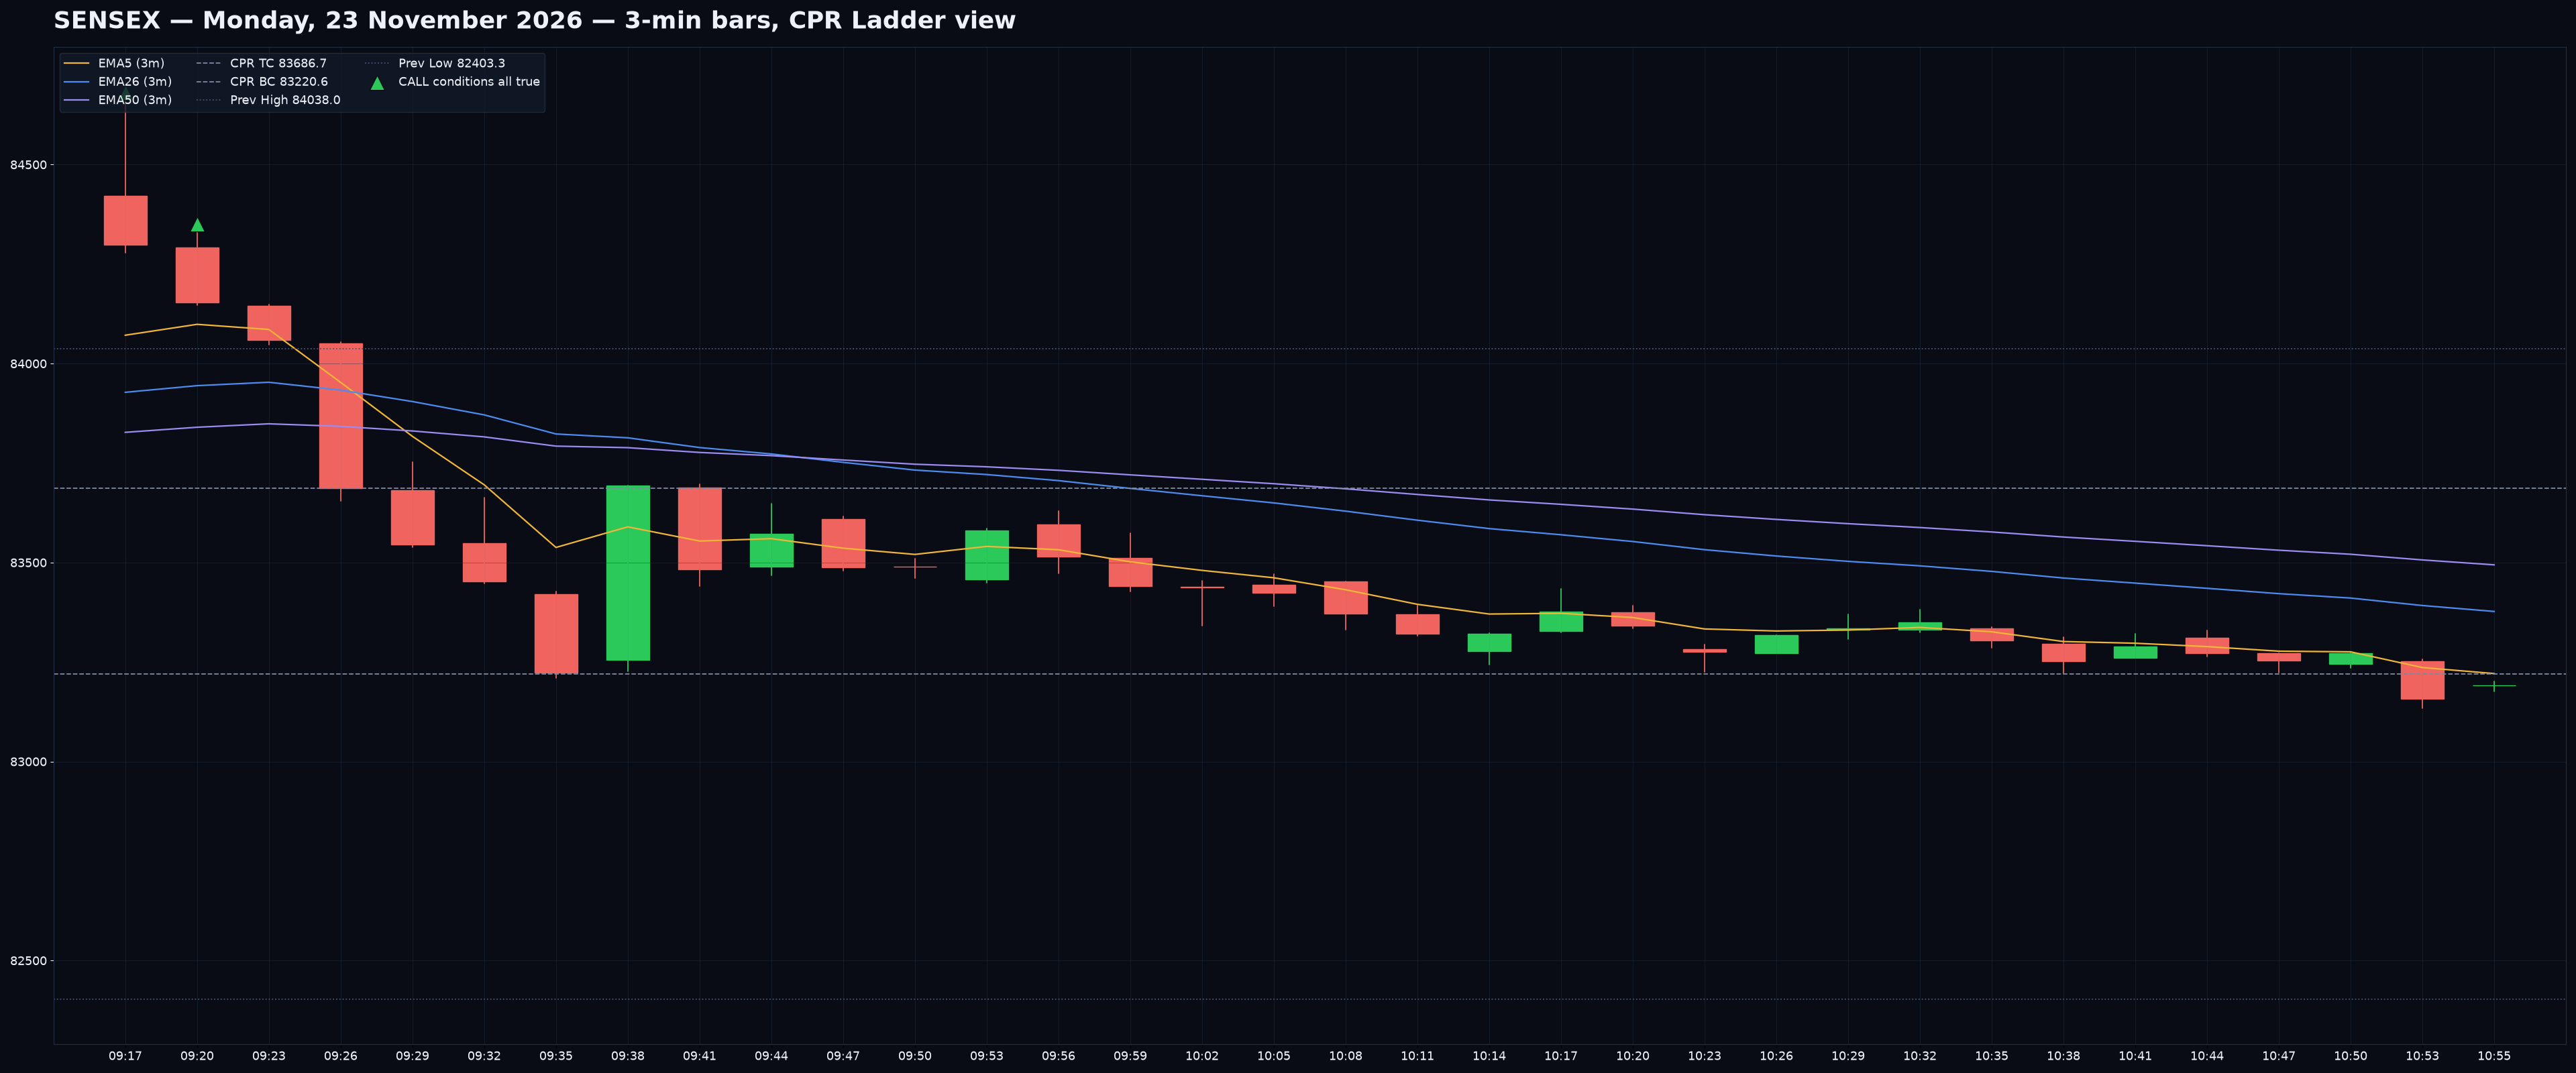 SENSEX — Monday, 23 November 2026 — 3-min bars, CPR Ladder view
EMA5 (3m)
EMA26 (3m)
EMA50 (3m)
CPR TC 83686.7
CPR BC 83220.6
Prev High 84038.0
Prev Low 82403.3
CALL conditions all true
84500
84000
83500
83000
82500
09:17 09:20 09:23 09:26 09:29 09:32 09:35 09:38 09:41 09:44 09:47 09:50 09:53 09:56 09:59 10:02 10:05 10:08 10:11 10:14 10:17 10:20 10:23 10:26 10:29 10:32 10:35 10:38 10:41 10:44 10:47 10:50 10:53 10:55